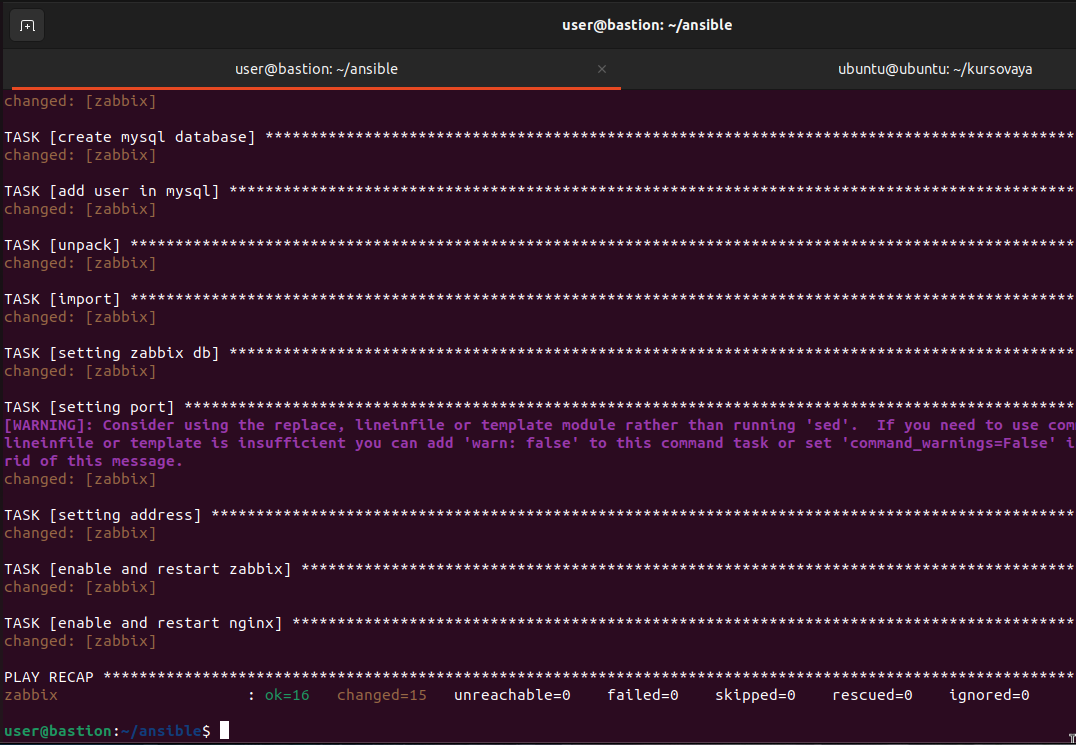 user@bastion: ~/ansible
user@bastion: ~/ansible × ubuntu@ubuntu: ~/kursovaya
changed: [zabbix]
TASK [create mysql database] ******************************************************************************************
changed: [zabbix]
TASK [add user in mysql] **********************************************************************************************
changed: [zabbix]
TASK [unpack] *********************************************************************************************************
changed: [zabbix]
TASK [import] *********************************************************************************************************
changed: [zabbix]
TASK [setting zabbix db] **********************************************************************************************
changed: [zabbix]
TASK [setting port] ***************************************************************************************************
[WARNING]: Consider using the replace, lineinfile or template module rather than running 'sed'.  If you need to use com
lineinfile or template is insufficient you can add 'warn: false' to this command task or set 'command_warnings=False' i
rid of this message.
changed: [zabbix]
TASK [setting address] ************************************************************************************************
changed: [zabbix]
TASK [enable and restart zabbix] **************************************************************************************
changed: [zabbix]
TASK [enable and restart nginx] ***************************************************************************************
changed: [zabbix]
PLAY RECAP ************************************************************************************************************
zabbix                     : ok=16   changed=15   unreachable=0    failed=0    skipped=0    rescued=0    ignored=0
user@bastion:~/ansible$